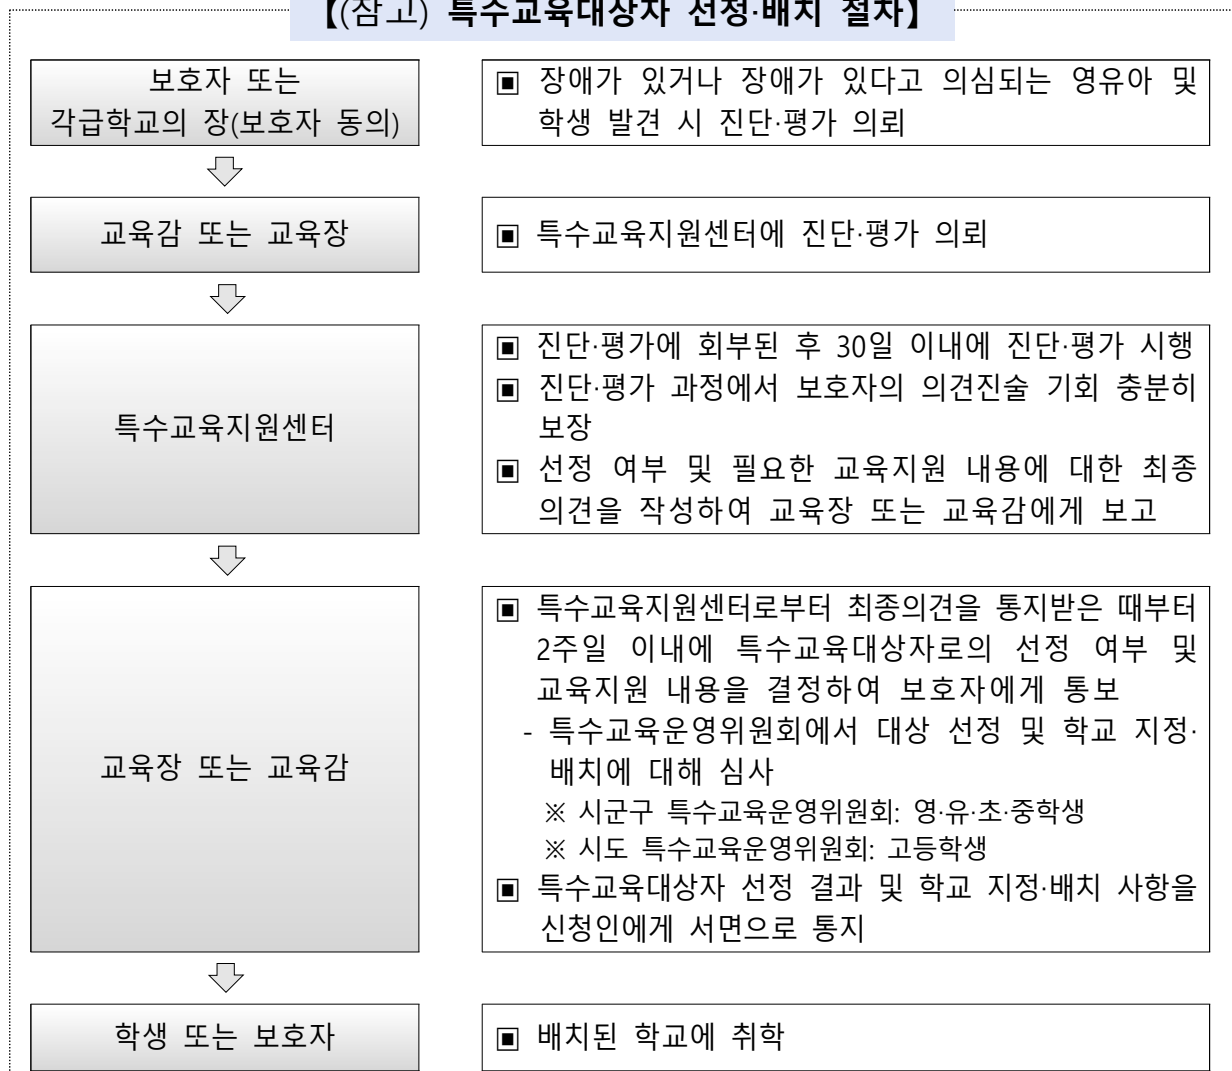 【(참고) 특수교육대상자 선정·배치 절차】
보호자 또는
각급학교의 장(보호자 동의)
▣ 장애가 있거나 장애가 있다고 의심되는 영유아 및
학생 발견 시 진단·평가 의뢰
교육감 또는 교육장
▣ 특수교육지원센터에 진단·평가 의뢰
특수교육지원센터
▣ 진단·평가에 회부된 후 30일 이내에 진단·평가 시행
▣ 진단·평가 과정에서 보호자의 의견진술 기회 충분히
보장
▣ 선정 여부 및 필요한 교육지원 내용에 대한 최종
의견을 작성하여 교육장 또는 교육감에게 보고
교육장 또는 교육감
▣ 특수교육지원센터로부터 최종의견을 통지받은 때부터
2주일 이내에 특수교육대상자로의 선정 여부 및
교육지원 내용을 결정하여 보호자에게 통보
- 특수교육운영위원회에서 대상 선정 및 학교 지정·
배치에 대해 심사
※ 시군구 특수교육운영위원회: 영·유·초·중학생
※ 시도 특수교육운영위원회: 고등학생
▣ 특수교육대상자 선정 결과 및 학교 지정·배치 사항을
신청인에게 서면으로 통지
학생 또는 보호자
▣ 배치된 학교에 취학